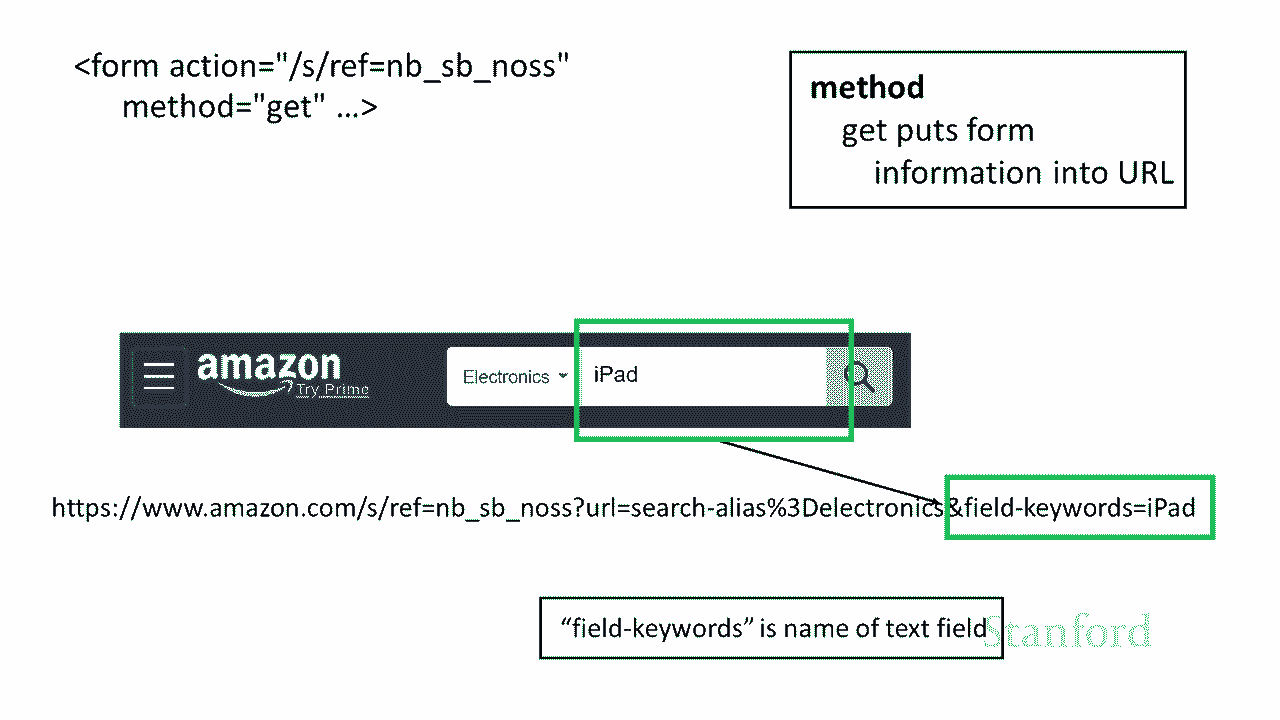 <form action="/s/ref=nb_sb_noss"
method="get" …>
method
get puts form
information into URL
amazon
Try Prime
Electronics
iPad
https://www.amazon.com/s/ref=nb_sb_noss?url=search-alias%3Delectronics&field-keywords=iPad
“field-keywords” is name of text field
Stanford